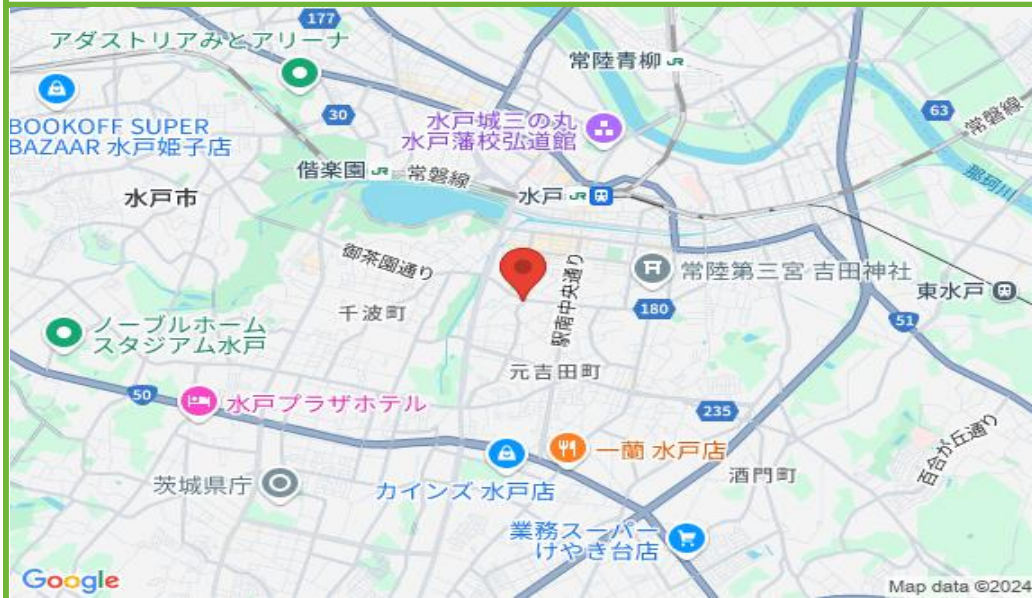 177
アダストリアみとアリーナ
常陸青柳 JR
BOOKOFF SUPER
BAZAAR 水戸姫子店
30
水戸城三の丸
水戸藩校弘道館
63
常磐線
偕楽園 JR
常磐線
水戸市
水戸 JR
那珂川
御茶園通り
駅南中央通り
常陸第三宮 吉田神社
東水戸
千波町
180
51
ノーブルホーム
スタジアム水戸
元吉田町
50
水戸プラザホテル
235
百合が丘通り
一蘭 水戸店
酒門町
茨城県庁
カインズ 水戸店
業務スーパー
けやき台店
Google
Map data ©2024